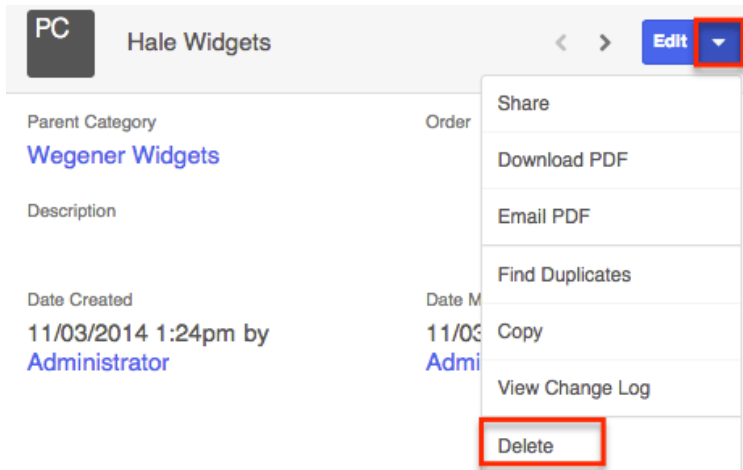 PC
Hale Widgets
Edit
Parent Category
Order
Wegener Widgets
Description
Date Created
Date M
11/03/2014 1:24pm by
11/03
Administrator
Admi
Share
Download PDF
Email PDF
Find Duplicates
Copy
View Change Log
Delete